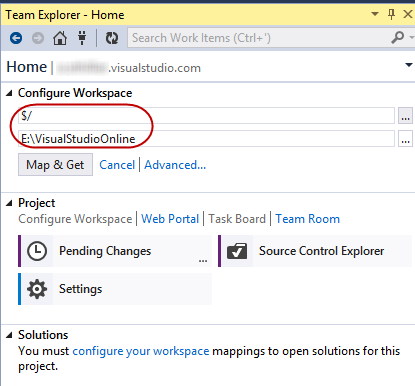 Team Explorer - Home
Search Work Items (Ctrl+')
Home | .visualstudio.com
Configure Workspace
$/
...
E:\VisualStudioOnline
...
Map & Get Cancel | Advanced...
Project
Configure Workspace | Web Portal | Task Board | Team Room
Pending Changes ... Source Control Explorer
Settings
Solutions
You must configure your workspace mappings to open solutions for this
project.